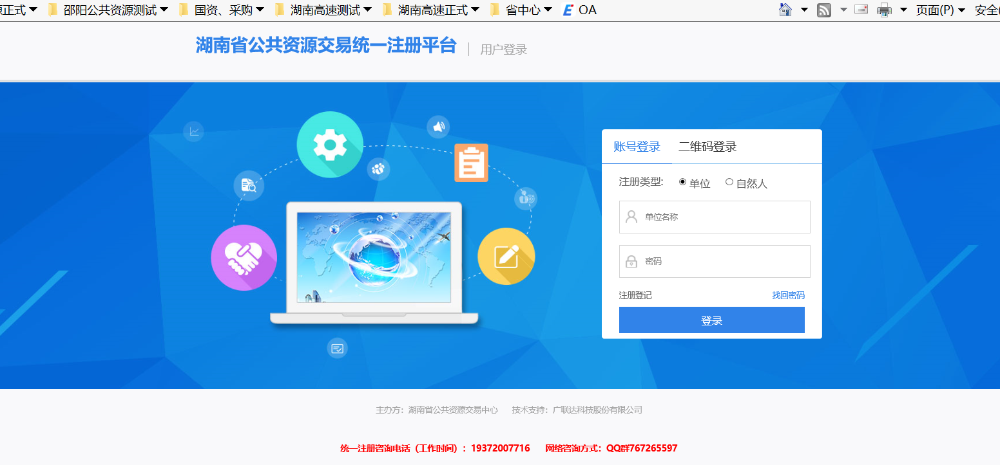 正式 邵阳公共资源测试 国资、采购 湖南高速测试 湖南高速正式 省中心 OA 页面(P) 安全(
湖南省公共资源交易统一注册平台 用户登录
账号登录 二维码登录
注册类型: 单位 自然人
单位名称
密码
注册登记 找回密码
登录
主办方：湖南省公共资源交易中心 技术支持：广联达科技股份有限公司
统一注册咨询电话（工作时间）：19372007716 网络咨询方式：QQ群767265597